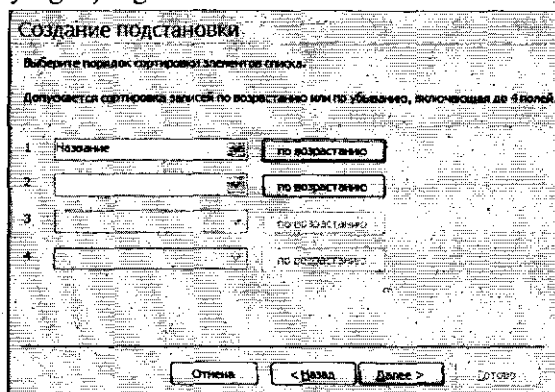 Создание подстановки
Выберите порядок сортировки элементов списка.
Допускается сортировка записей по возрастанию или по убыванию, включающая до 4 полей
1 Название по возрастанию
2 по возрастанию
3 по возрастанию
4 по возрастанию
Отмена < Назад Далее > Готово